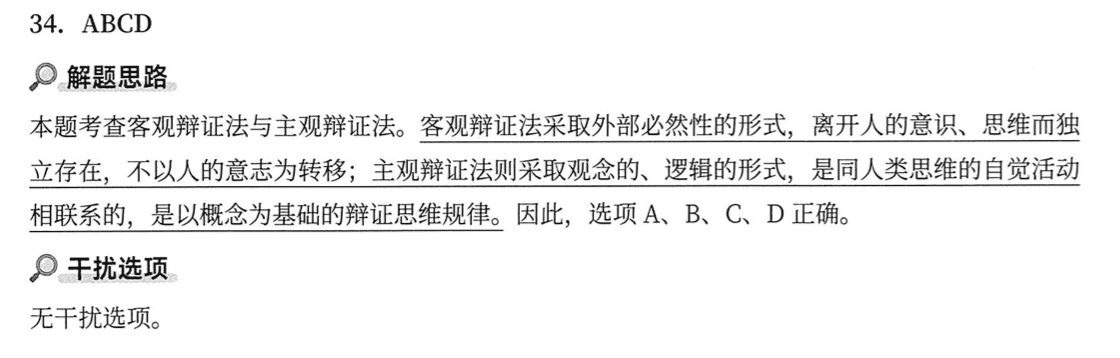 34. ABCD
解题思路
本题考查客观辩证法与主观辩证法。客观辩证法采取外部必然性的形式，离开人的意识、思维而独
立存在，不以人的意志为转移；主观辩证法则采取观念的、逻辑的形式，是同人类思维的自觉活动
相联系的，是以概念为基础的辩证思维规律。因此，选项 A、B、C、D 正确。
干扰选项
无干扰选项。